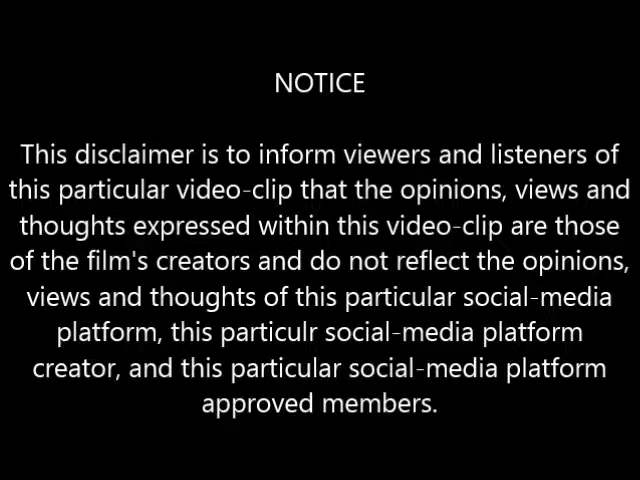 NOTICE
This disclaimer is to inform viewers and listeners of
this particular video-clip that the opinions, views and
thoughts expressed within this video-clip are those
of the film's creators and do not reflect the opinions,
views and thoughts of this particular social-media
platform, this particulr social-media platform
creator, and this particular social-media platform
approved members.